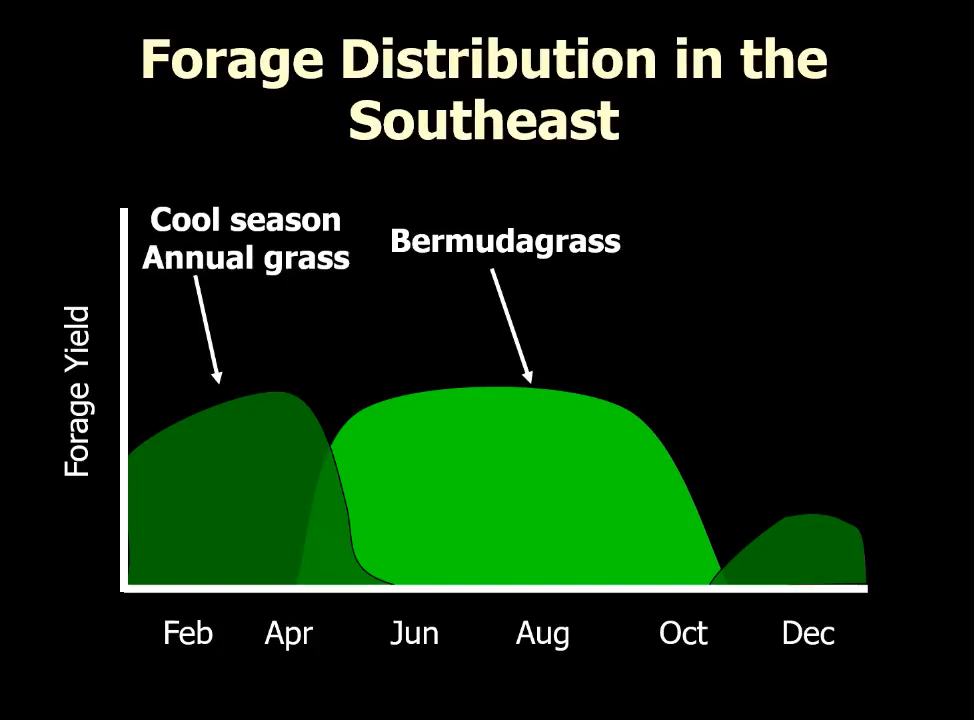 Forage Distribution in the
Southeast
Cool season
Annual grass
Bermudagrass
Forage Yield
Feb Apr Jun Aug Oct Dec